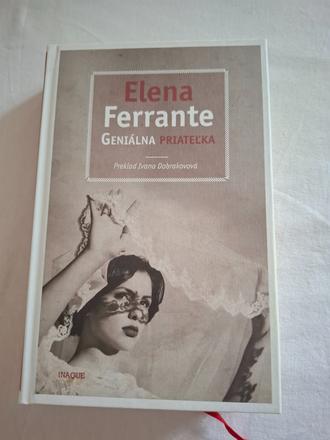 Elena
Ferrante
GENIÁLNA PRIATEĽKA
Preklad Ivana Dobrakovová
INAQUE